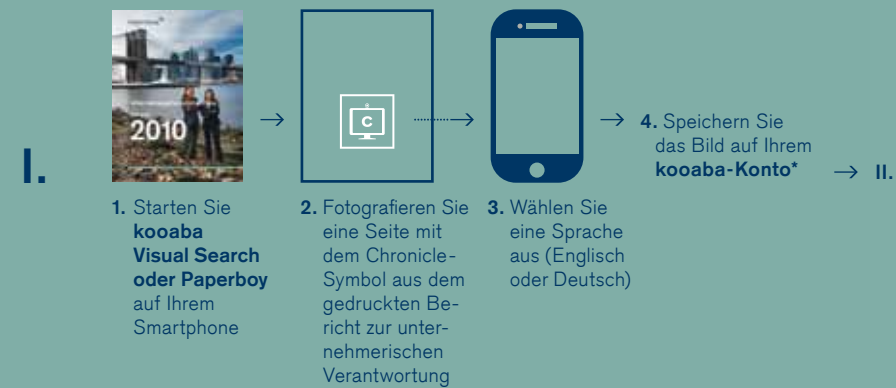 2010
C
I.
1. Starten Sie
kooaba
Visual Search
oder Paperboy
auf Ihrem
Smartphone
2. Fotografieren Sie
eine Seite mit
dem Chronicle-
Symbol aus dem
gedruckten Be-
richt zur unter-
nehmerischen
Verantwortung
3. Wählen Sie
eine Sprache
aus (Englisch
oder Deutsch)
4. Speichern Sie
das Bild auf Ihrem
kooaba-Konto*
II.